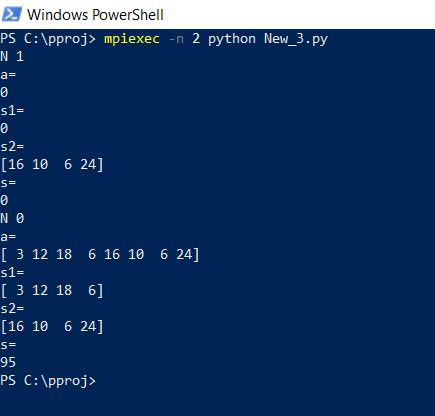 Windows PowerShell
PS C:\pproj> mpiexec -n 2 python New_3.py
N 1
a=
0
s1=
0
s2=
[16 10  6 24]
s=
0
N 0
a=
[ 3 12 18  6 16 10  6 24]
s1=
[ 3 12 18  6]
s2=
[16 10  6 24]
s=
95
PS C:\pproj>